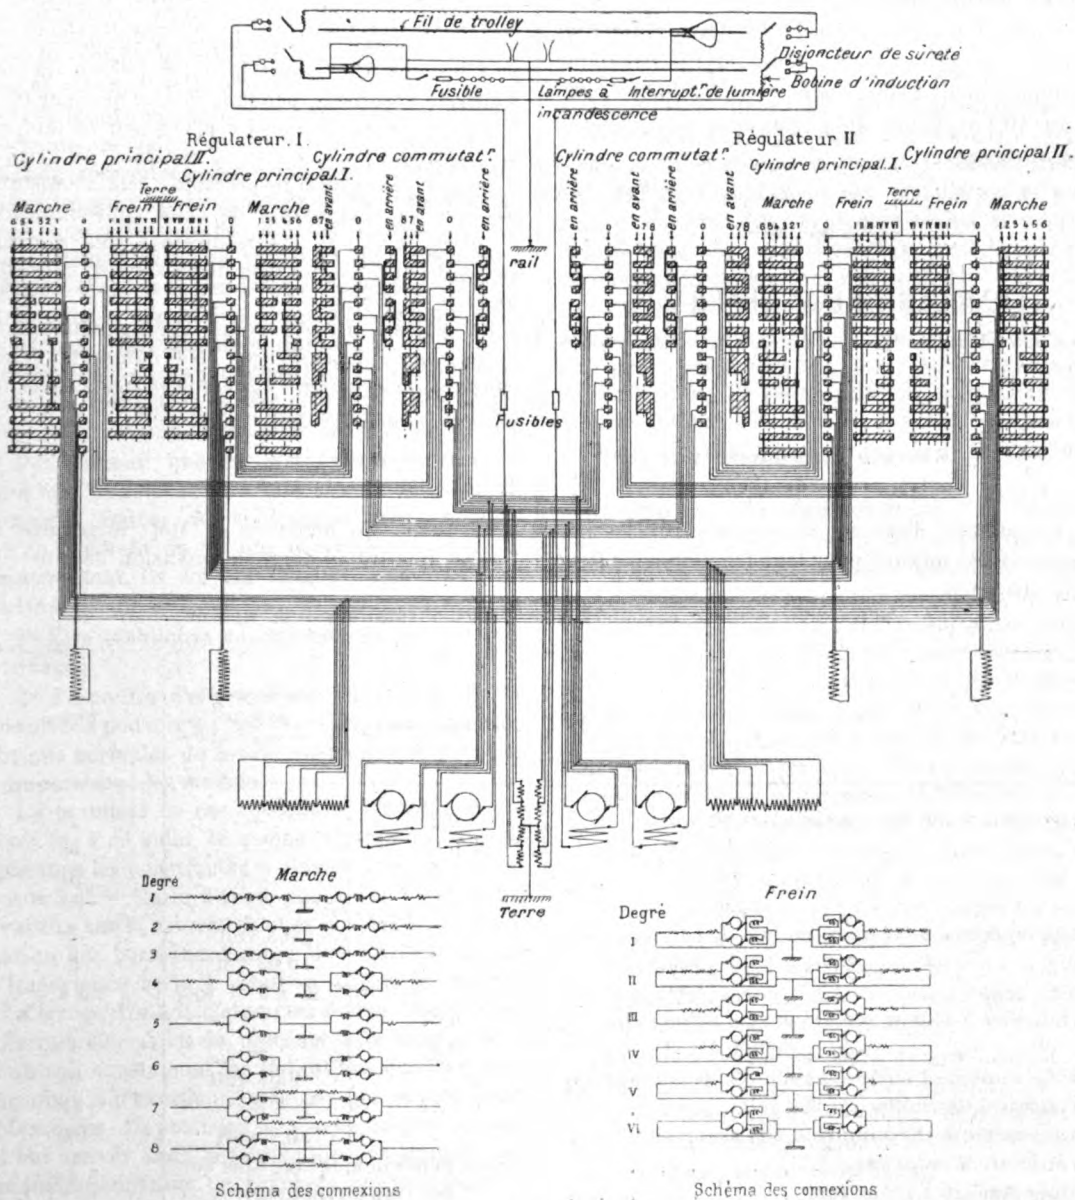 Fil de trolley
Disjoncteur de sûreté
Bobine d'induction
Fusible
Lampes à incandescence
Interrupt.r de lumière
Régulateur. I.
Régulateur II
Cylindre principal II.
Cylindre principal I.
Cylindre commutat.r
Cylindre commutat.r
Cylindre principal I.
Cylindre principal II.
Terre
Terre
Marche
Frein
Frein
Marche
en avant
en arrière
en avant
en arrière
rail
en arrière
en avant
en arrière
en avant
Marche
Frein
Frein
Marche
Fusibles
Terre
Degré
Marche
1
2
3
4
5
6
7
8
Schéma des connexions
Frein
Degré
I
II
III
IV
V
VI
Schéma des connexions